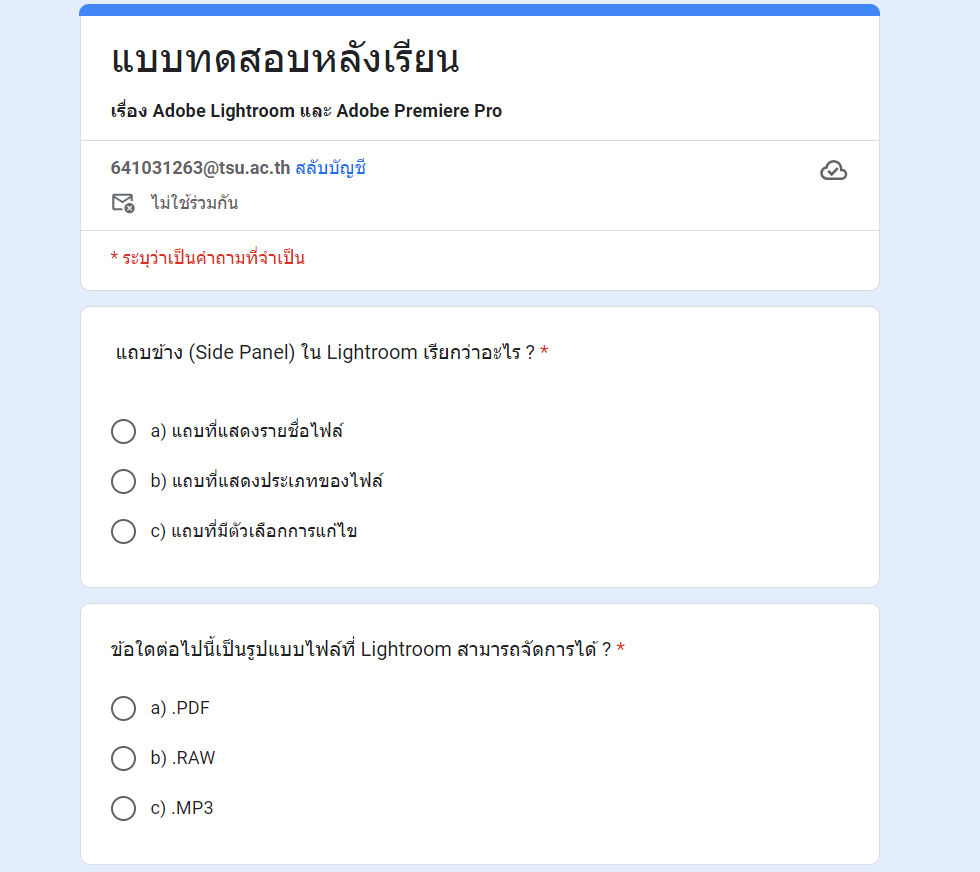 แบบทดสอบหลังเรียน
เรื่อง Adobe Lightroom และ Adobe Premiere Pro
641031263@tsu.ac.th สลับบัญชี
ไม่ใช้ร่วมกัน
* ระบุว่าเป็นคำถามที่จำเป็น
แถบข้าง (Side Panel) ใน Lightroom เรียกว่าอะไร ? *
a) แถบที่แสดงรายชื่อไฟล์
b) แถบที่แสดงประเภทของไฟล์
c) แถบที่มีตัวเลือกการแก้ไข
ข้อใดต่อไปนี้เป็นรูปแบบไฟล์ที่ Lightroom สามารถจัดการได้ ? *
a) .PDF
b) .RAW
c) .MP3